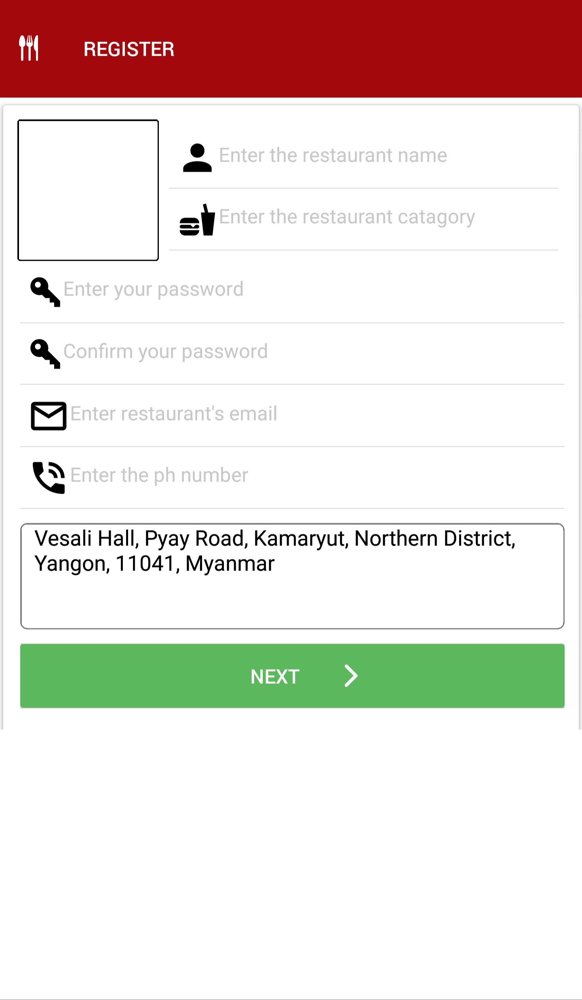 REGISTER
Enter the restaurant name
Enter the restaurant catagory
Enter your password
Confirm your password
Enter restaurant's email
Enter the ph number
Vesali Hall, Pyay Road, Kamaryut, Northern District,
Yangon, 11041, Myanmar
NEXT